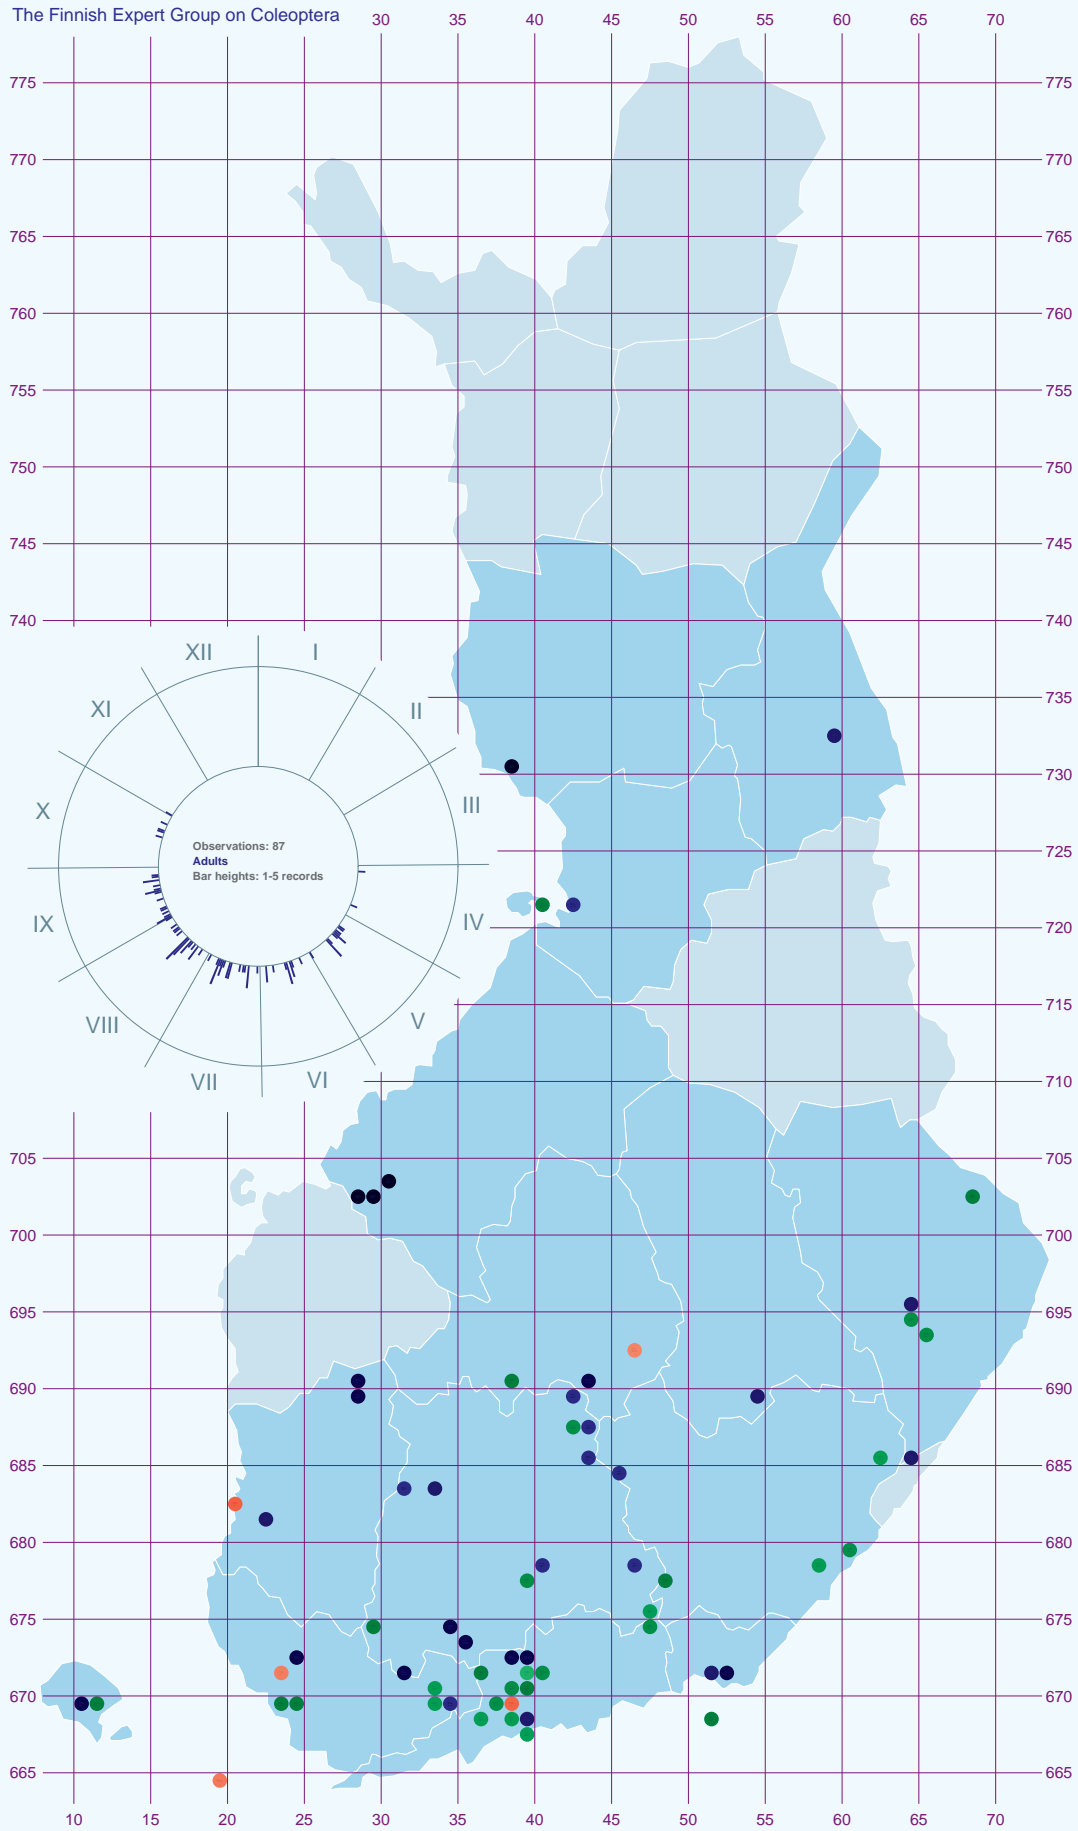 The Finnish Expert Group on Coleoptera
30 35 40 45 50 55 60 65 70
775 775
770 770
765 765
760 760
755 755
750 750
745 745
740 740
XII I
XI II
735
730
X III
Observations: 87
Adults
Bar heights: 1-5 records
725
IX IV
720
VIII V
715
VII VI
710
705 705
700 700
695 695
690 690
685 685
680 680
675 675
670 670
665 665
10 15 20 25 30 35 40 45 50 55 60 65 70